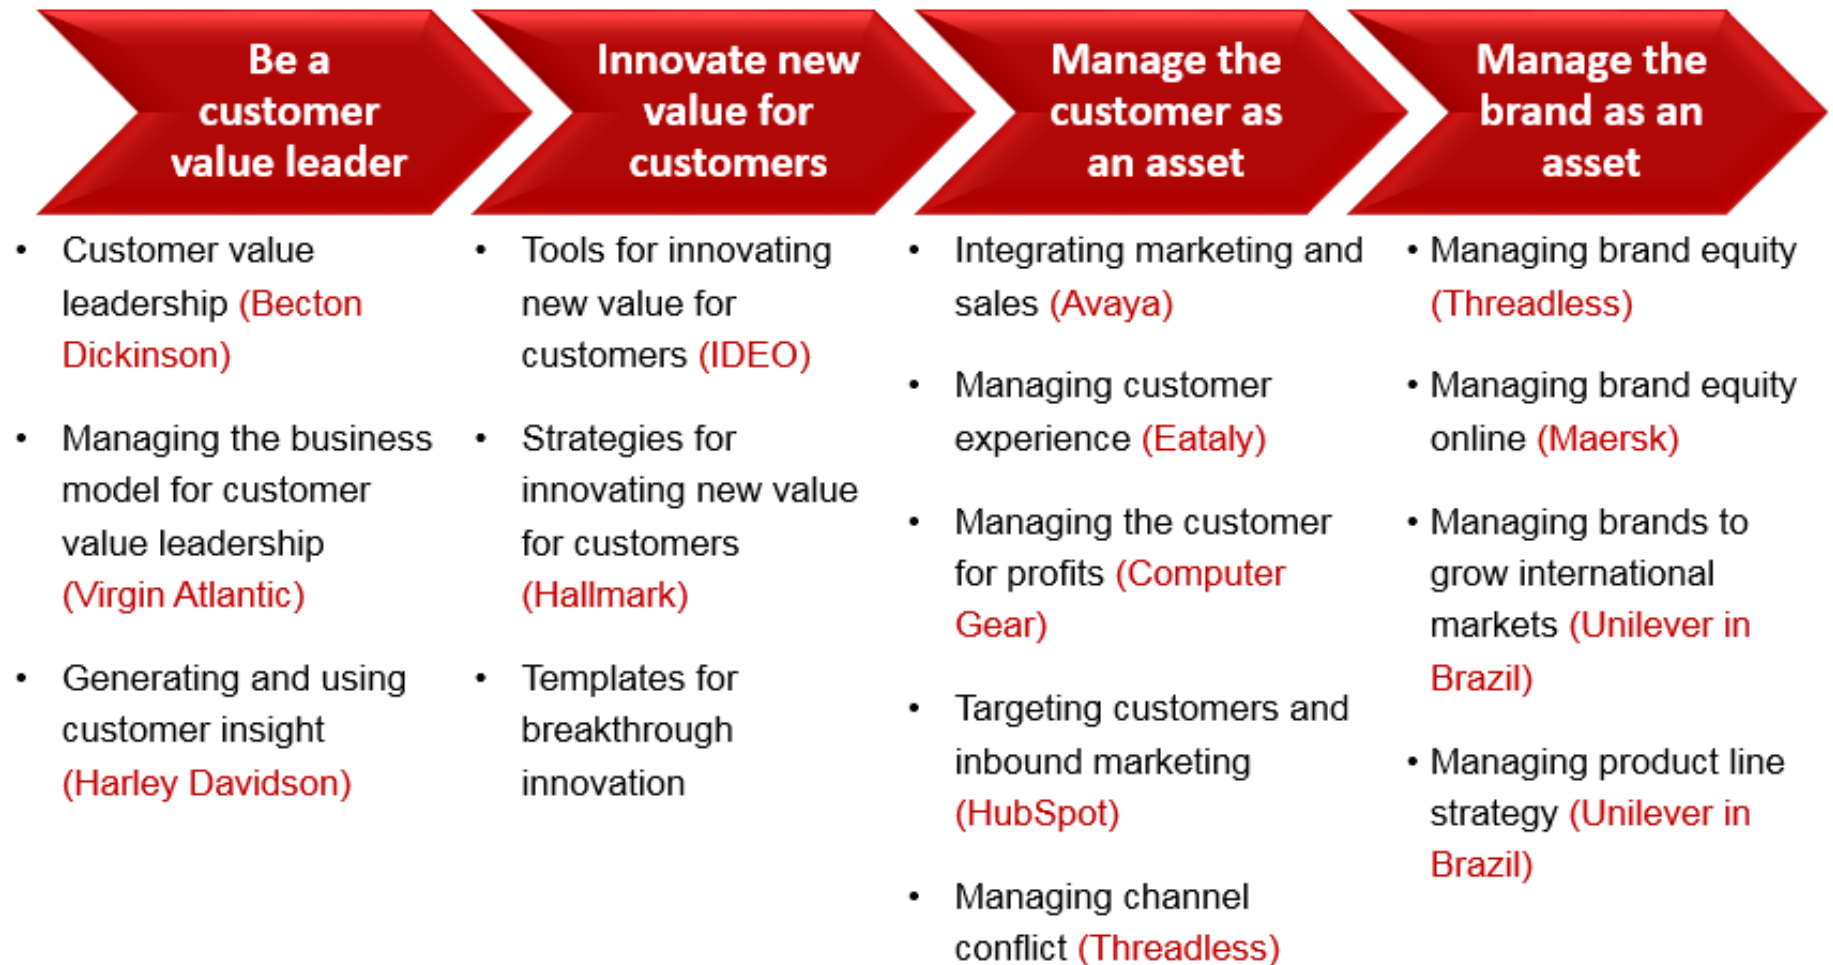 Be a
customer
value leader
Innovate new
value for
customers
Manage the
customer as
an asset
Manage the
brand as an
asset
• Customer value
leadership (Becton
Dickinson)
• Managing the business
model for customer
value leadership
(Virgin Atlantic)
• Generating and using
customer insight
(Harley Davidson)
• Tools for innovating
new value for
customers (IDEO)
• Strategies for
innovating new value
for customers
(Hallmark)
• Templates for
breakthrough
innovation
• Integrating marketing and
sales (Avaya)
• Managing customer
experience (Eataly)
• Managing the customer
for profits (Computer
Gear)
• Targeting customers and
inbound marketing
(HubSpot)
• Managing channel
conflict (Threadless)
• Managing brand equity
(Threadless)
• Managing brand equity
online (Maersk)
• Managing brands to
grow international
markets (Unilever in
Brazil)
• Managing product line
strategy (Unilever in
Brazil)